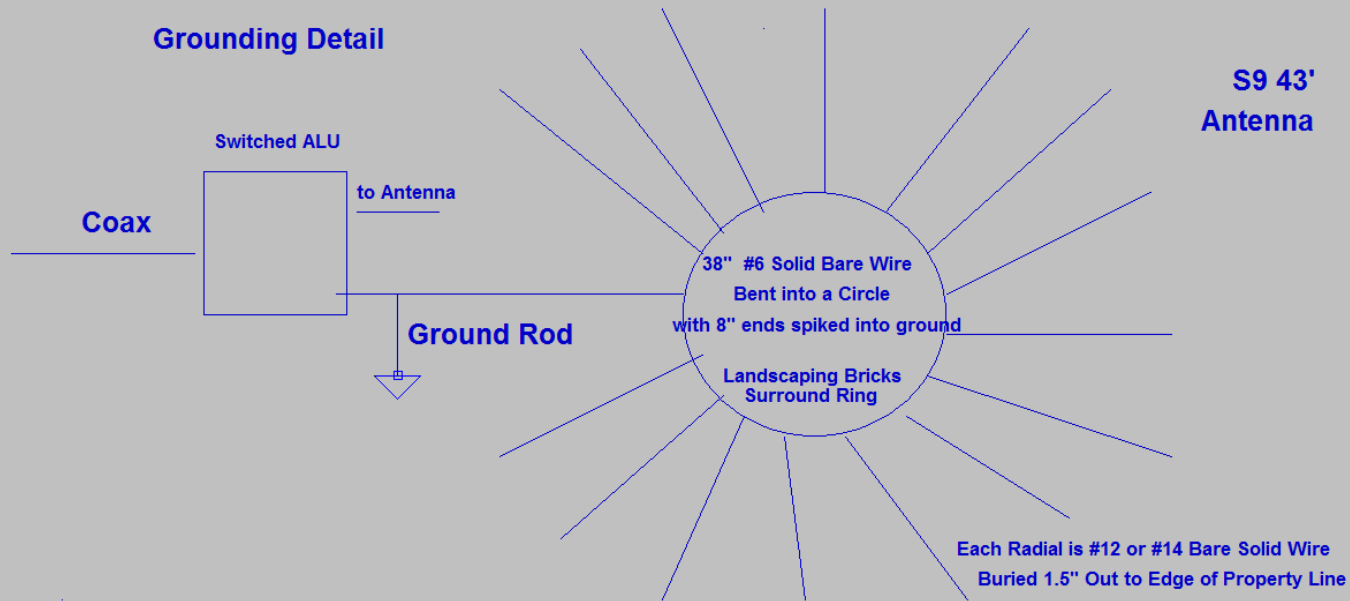 Grounding Detail
S9 43'
Antenna
Switched ALU
to Antenna
Coax
38" #6 Solid Bare Wire
Bent into a Circle
with 8" ends spiked into ground
Ground Rod
Landscaping Bricks
Surround Ring
Each Radial is #12 or #14 Bare Solid Wire
Buried 1.5" Out to Edge of Property Line